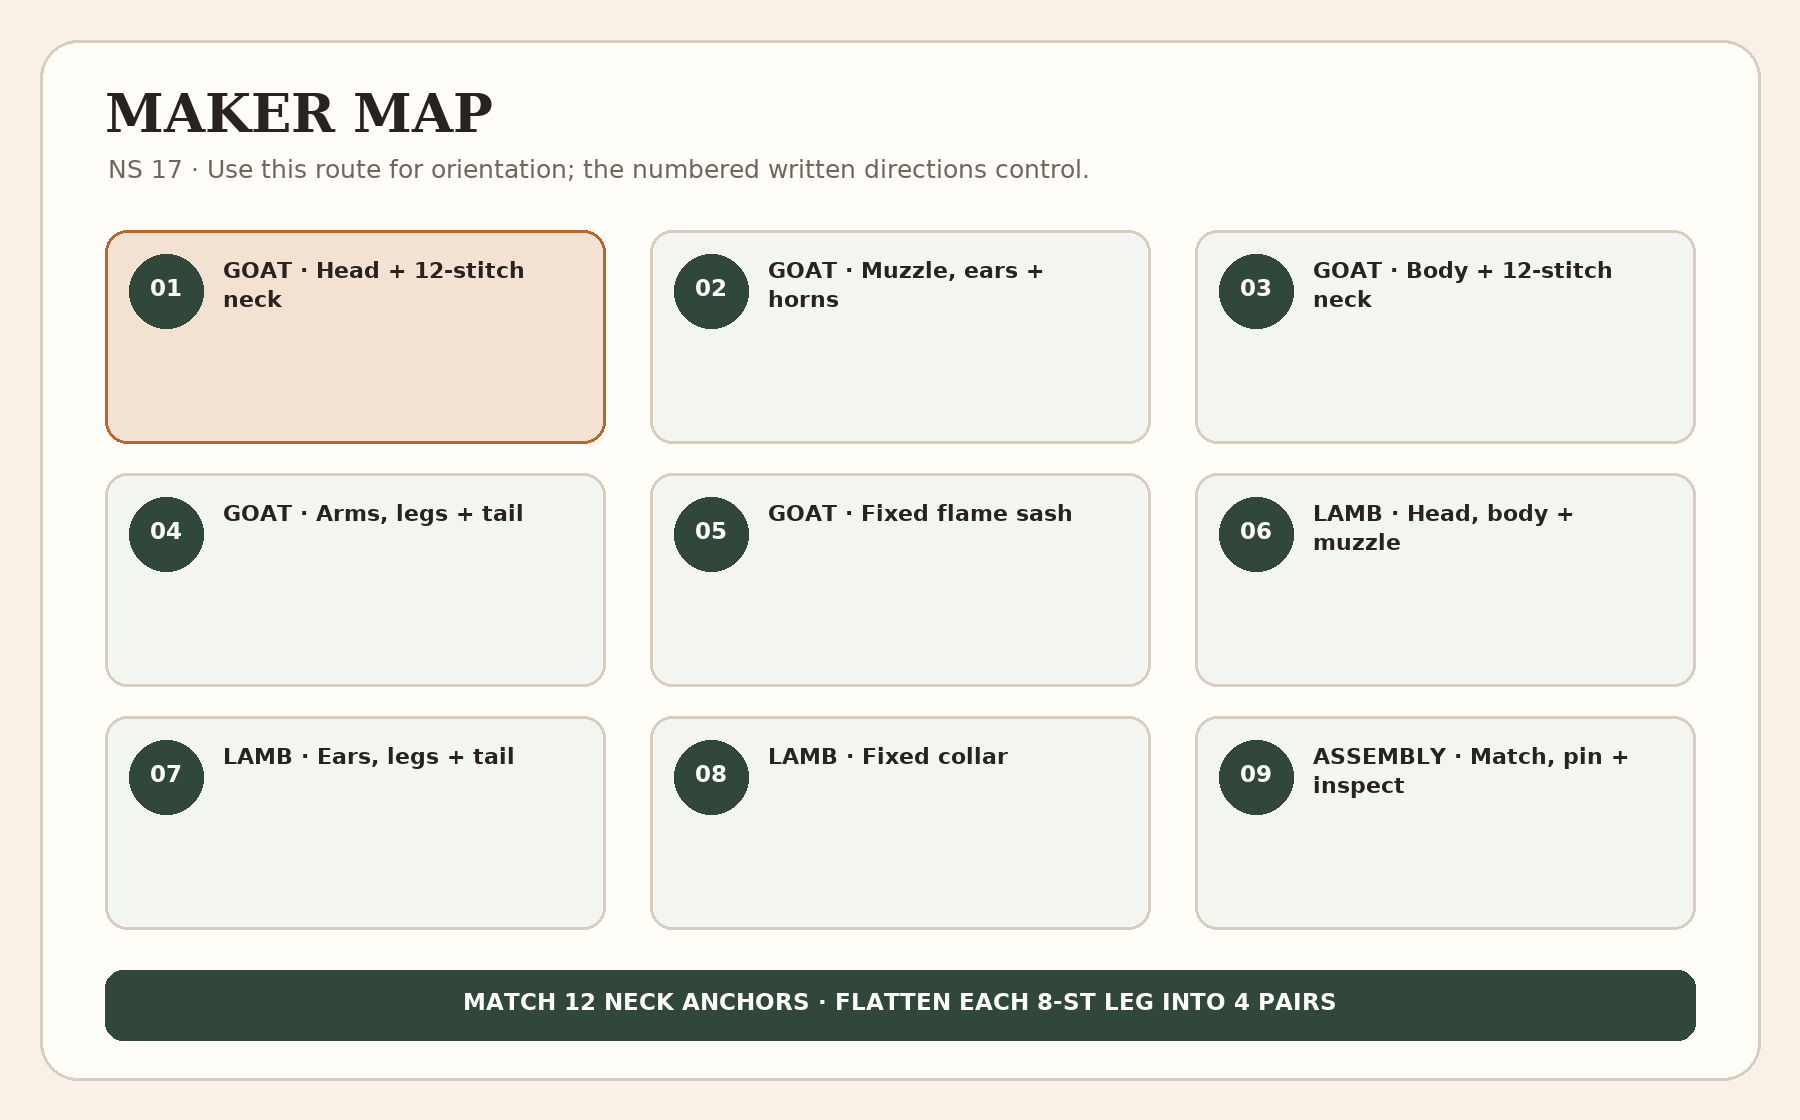 MAKER MAP
NS 17 · Use this route for orientation; the numbered written directions control.
01
GOAT · Head + 12-stitch
neck
02
GOAT · Muzzle, ears +
horns
03
GOAT · Body + 12-stitch
neck
04
GOAT · Arms, legs + tail
05
GOAT · Fixed flame sash
06
LAMB · Head, body +
muzzle
07
LAMB · Ears, legs + tail
08
LAMB · Fixed collar
09
ASSEMBLY · Match, pin +
inspect
MATCH 12 NECK ANCHORS · FLATTEN EACH 8-ST LEG INTO 4 PAIRS